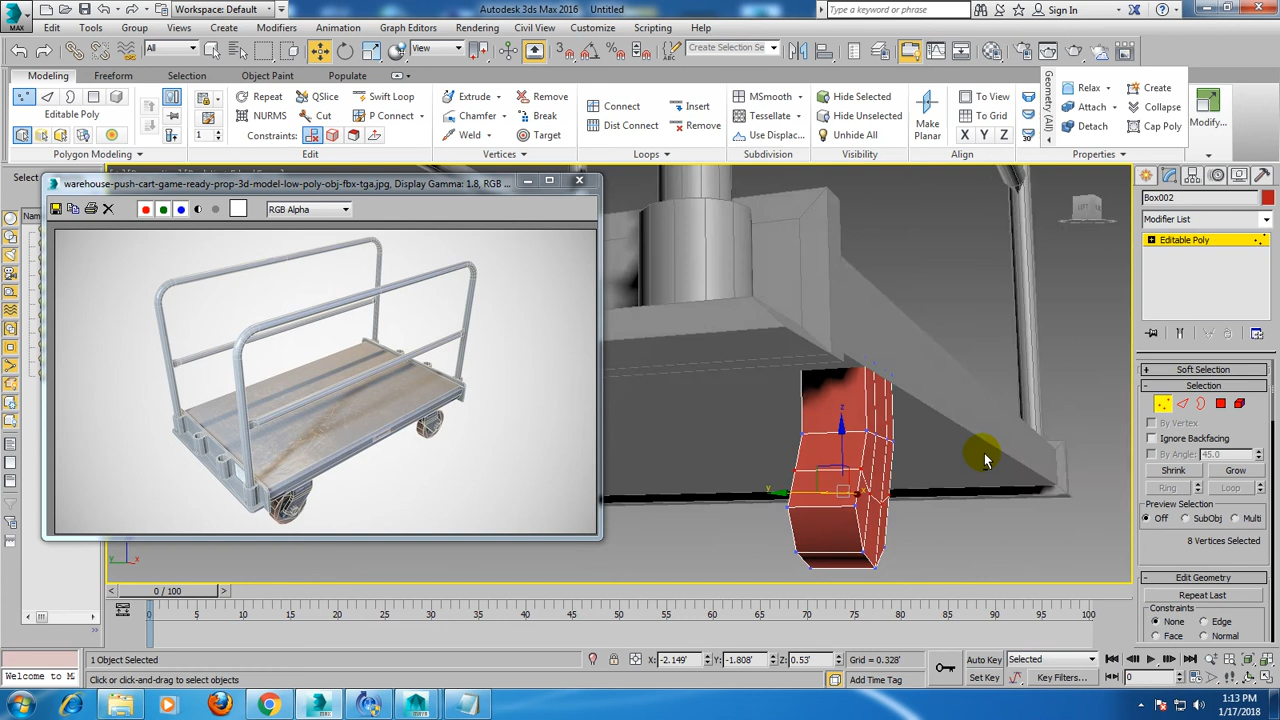 Workspace: Default
Autodesk 3ds Max 2016    Untitled
Type a keyword or phrase
Sign In
MAX
Edit Tools Group Views Create Modifiers Animation Graph Editors Rendering Civil View Customize Scripting Help
All View Create Selection Se
Modeling Freeform Selection Object Paint Populate
Edit Poly
Repeat QSlice Swift Loop Extrude Remove Connect Insert MSmooth Hide Selected To View Relax Create
Editable Poly NURMS Cut P Connect Chamfer Break Dist Connect Remove Tessellate Hide Unselected Make Planar To Grid Attach Collapse Modify...
1 Constraints: Weld Target Use Displac... Unhide All X Y Z Detach Cap Poly
Polygon Modeling Edit Vertices Loops Subdivision Visibility Align Geometry (All) Properties
Select
warehouse-push-cart-game-ready-prop-3d-model-low-poly-obj-fbx-tga.jpg, Display Gamma: 1.8, RGB ...
RGB Alpha
LEFT
Box002
Modifier List
Editable Poly
Soft Selection
Selection
By Vertex
Ignore Backfacing
By Angle: 45.0
Shrink Grow
Ring Loop
Preview Selection
Off SubObj Multi
8 Vertices Selected
Edit Geometry
Repeat Last
Constraints
None Edge
Face Normal
z
y
x
0 / 100
0 5 10 15 20 25 30 35 40 45 50 55 60 65 70 75 80 85 90 95 100
1 Object Selected X: -2.149' Y: -1.808' Z: 0.53' Grid = 0.328' Auto Key Selected
Welcome to M Click or click-and-drag to select objects Add Time Tag Set Key Key Filters... 0
1:13 PM
1/17/2018